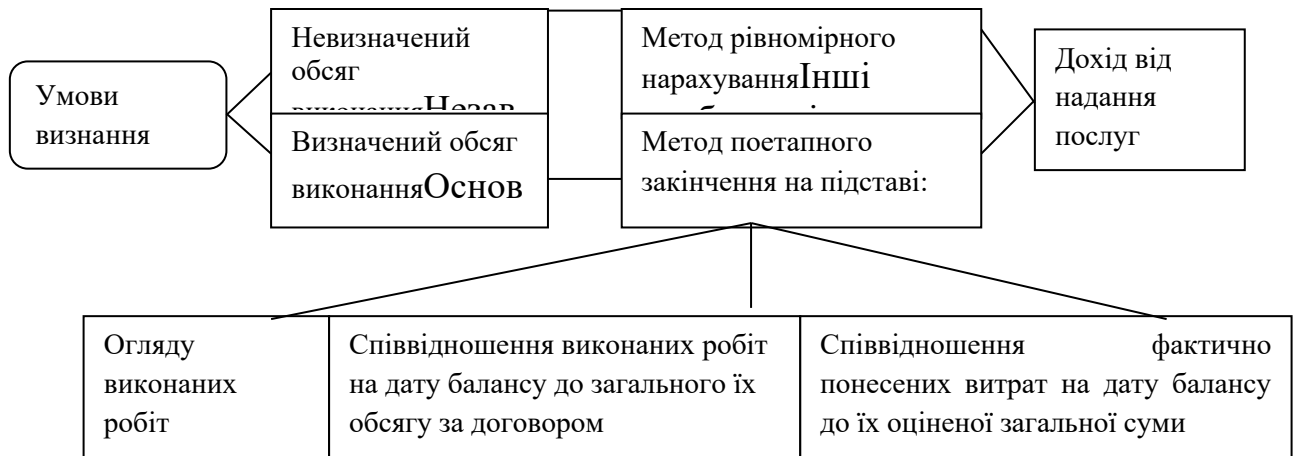 Умови
визнання
Невизначений
обсяг
Визначений обсяг
виконанняОснов
Метод рівномірного
нарахуванняІнші
Метод поетапного
закінчення на підставі:
Дохід від
надання
послуг
Огляду
виконаних
робіт
Співвідношення виконаних робіт
на дату балансу до загального їх
обсягу за договором
Співвідношення фактично
понесених витрат на дату балансу
до їх оціненої загальної суми